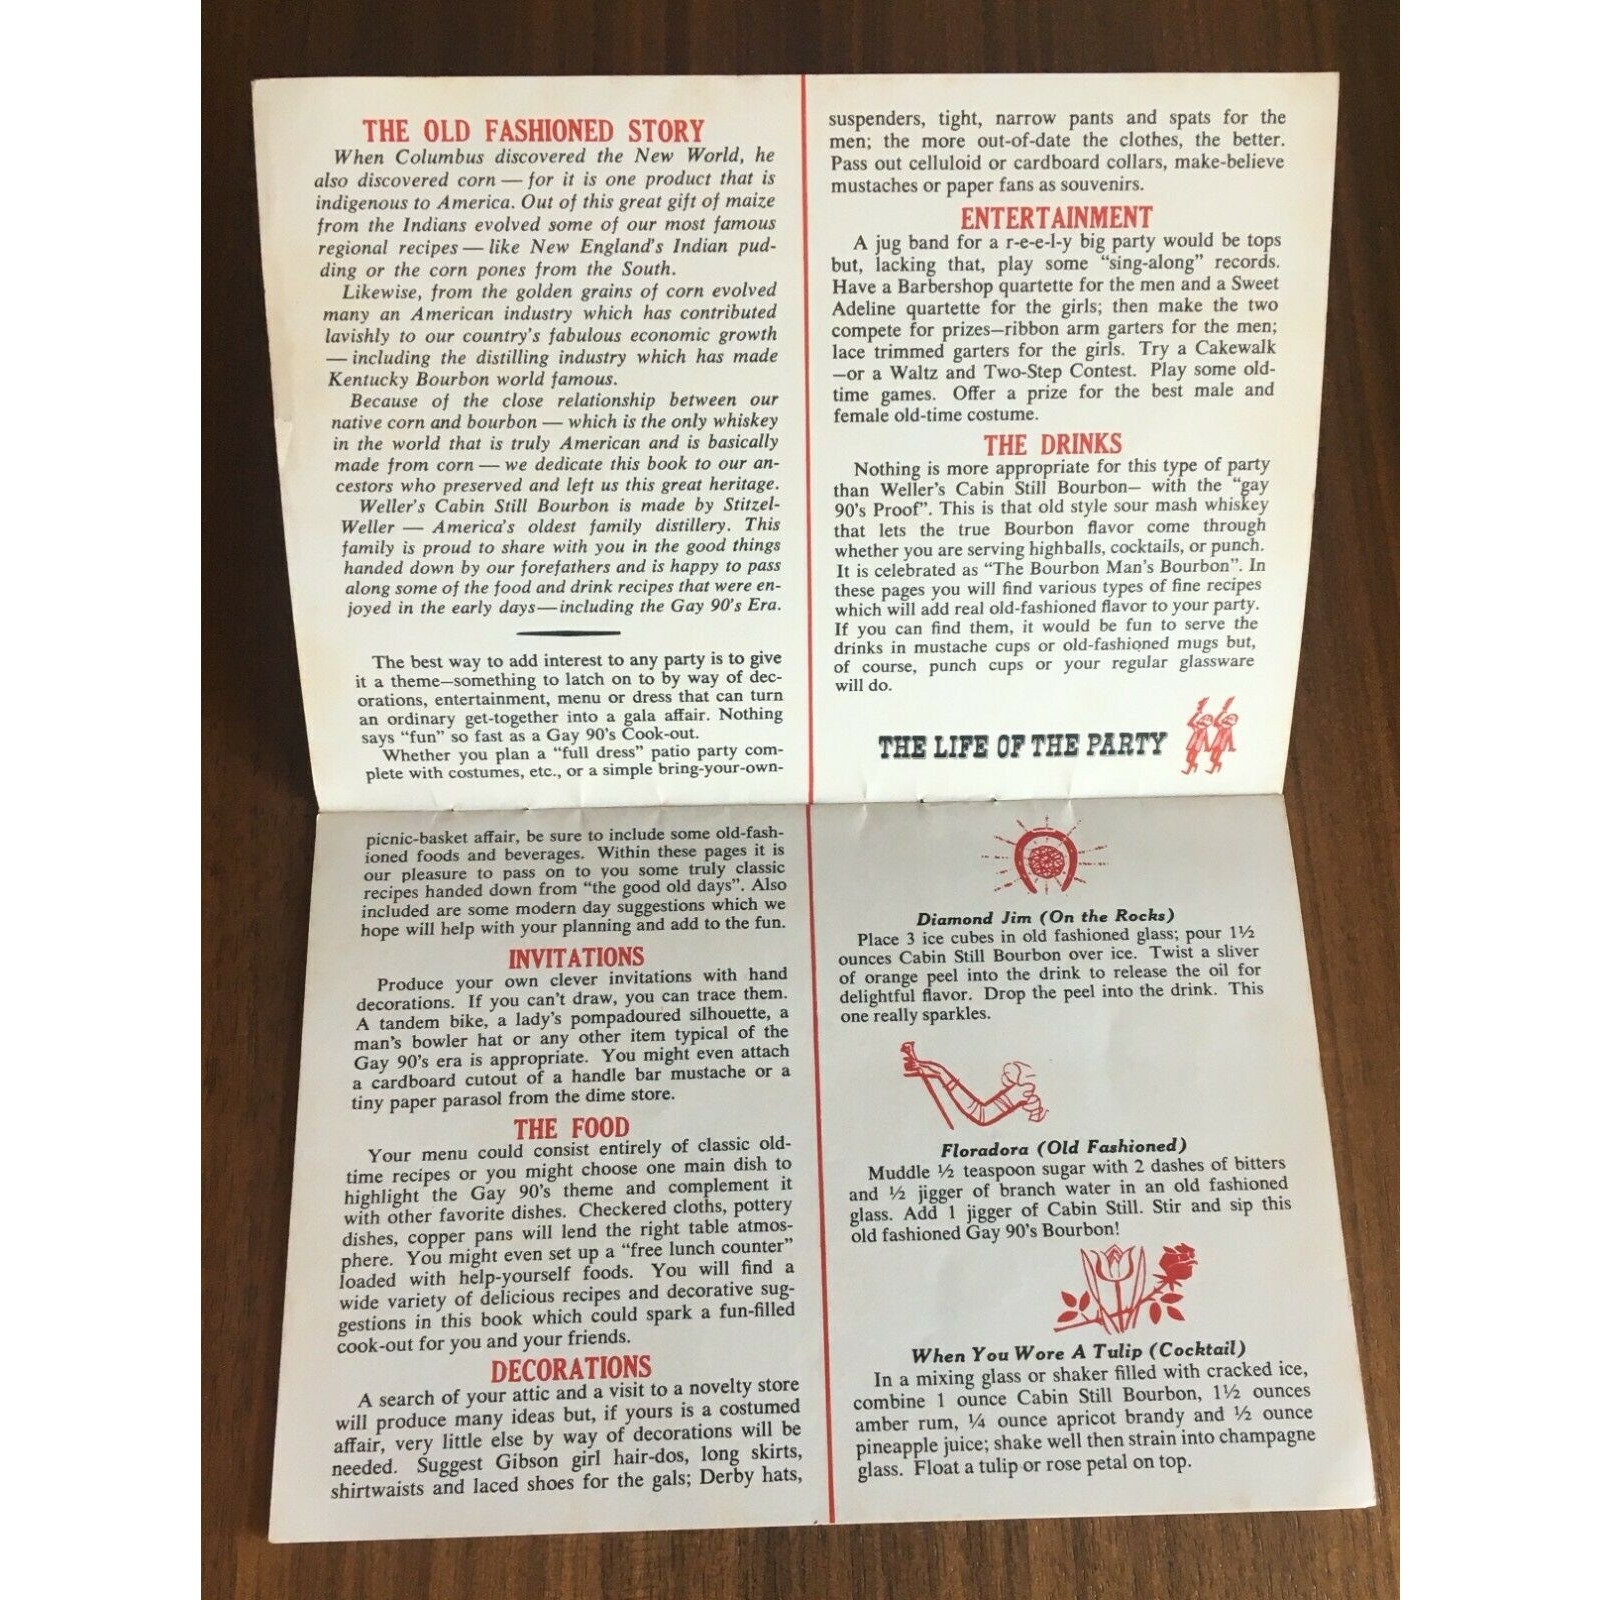 THE OLD FASHIONED STORY
When Columbus discovered the New World, he
also discovered corn — for it is one product that is
indigenous to America. Out of this great gift of maize
from the Indians evolved some of our most famous
regional recipes — like New England's Indian pud-
ding or the corn pones from the South.
Likewise, from the golden grains of corn evolved
many an American industry which has contributed
lavishly to our country's fabulous economic growth
— including the distilling industry which has made
Kentucky Bourbon world famous.
Because of the close relationship between our
native corn and bourbon — which is the only whiskey
in the world that is truly American and is basically
made from corn — we dedicate this book to our an-
cestors who preserved and left us this great heritage.
Weller's Cabin Still Bourbon is made by Stitzel-
Weller — America's oldest family distillery. This
family is proud to share with you in the good things
handed down by our forefathers and is happy to pass
along some of the food and drink recipes that were en-
joyed in the early days—including the Gay 90's Era.
The best way to add interest to any party is to give
it a theme—something to latch on to by way of dec-
orations, entertainment, menu or dress that can turn
an ordinary get-together into a gala affair. Nothing
says "fun" so fast as a Gay 90's Cook-out.
Whether you plan a "full dress" patio party com-
plete with costumes, etc., or a simple bring-your-own-
picnic-basket affair, be sure to include some old-fash-
ioned foods and beverages. Within these pages it is
our pleasure to pass on to you some truly classic
recipes handed down from "the good old days". Also
included are some modern day suggestions which we
hope will help with your planning and add to the fun.
INVITATIONS
Produce your own clever invitations with hand
decorations. If you can't draw, you can trace them.
A tandem bike, a lady's pompadoured silhouette, a
man's bowler hat or any other item typical of the
Gay 90's era is appropriate. You might even attach
a cardboard cutout of a handle bar mustache or a
tiny paper parasol from the dime store.
THE FOOD
Your menu could consist entirely of classic old-
time recipes or you might choose one main dish to
highlight the Gay 90's theme and complement it
with other favorite dishes. Checkered cloths, pottery
dishes, copper pans will lend the right table atmos-
phere. You might even set up a "free lunch counter"
loaded with help-yourself foods. You will find a
wide variety of delicious recipes and decorative sug-
gestions in this book which could spark a fun-filled
cook-out for you and your friends.
DECORATIONS
A search of your attic and a visit to a novelty store
will produce many ideas but, if yours is a costumed
affair, very little else by way of decorations will be
needed. Suggest Gibson girl hair-dos, long skirts,
shirtwaists and laced shoes for the gals; Derby hats,
suspenders, tight, narrow pants and spats for the
men; the more out-of-date the clothes, the better.
Pass out celluloid or cardboard collars, make-believe
mustaches or paper fans as souvenirs.
ENTERTAINMENT
A jug band for a r-e-e-l-y big party would be tops
but, lacking that, play some "sing-along" records.
Have a Barbershop quartette for the men and a Sweet
Adeline quartette for the girls; then make the two
compete for prizes—ribbon arm garters for the men;
lace trimmed garters for the girls. Try a Cakewalk
—or a Waltz and Two-Step Contest. Play some old-
time games. Offer a prize for the best male and
female old-time costume.
THE DRINKS
Nothing is more appropriate for this type of party
than Weller's Cabin Still Bourbon— with the "gay
90's Proof". This is that old style sour mash whiskey
that lets the true Bourbon flavor come through
whether you are serving highballs, cocktails, or punch.
It is celebrated as "The Bourbon Man's Bourbon". In
these pages you will find various types of fine recipes
which will add real old-fashioned flavor to your party.
If you can find them, it would be fun to serve the
drinks in mustache cups or old-fashioned mugs but,
of course, punch cups or your regular glassware
will do.
THE LIFE OF THE PARTY
Diamond Jim (On the Rocks)
Place 3 ice cubes in old fashioned glass; pour 1½
ounces Cabin Still Bourbon over ice. Twist a sliver
of orange peel into the drink to release the oil for
delightful flavor. Drop the peel into the drink. This
one really sparkles.
Floradora (Old Fashioned)
Muddle ½ teaspoon sugar with 2 dashes of bitters
and ½ jigger of branch water in an old fashioned
glass. Add 1 jigger of Cabin Still. Stir and sip this
old fashioned Gay 90's Bourbon!
When You Wore A Tulip (Cocktail)
In a mixing glass or shaker filled with cracked ice,
combine 1 ounce Cabin Still Bourbon, 1½ ounces
amber rum, ¼ ounce apricot brandy and ½ ounce
pineapple juice; shake well then strain into champagne
glass. Float a tulip or rose petal on top.